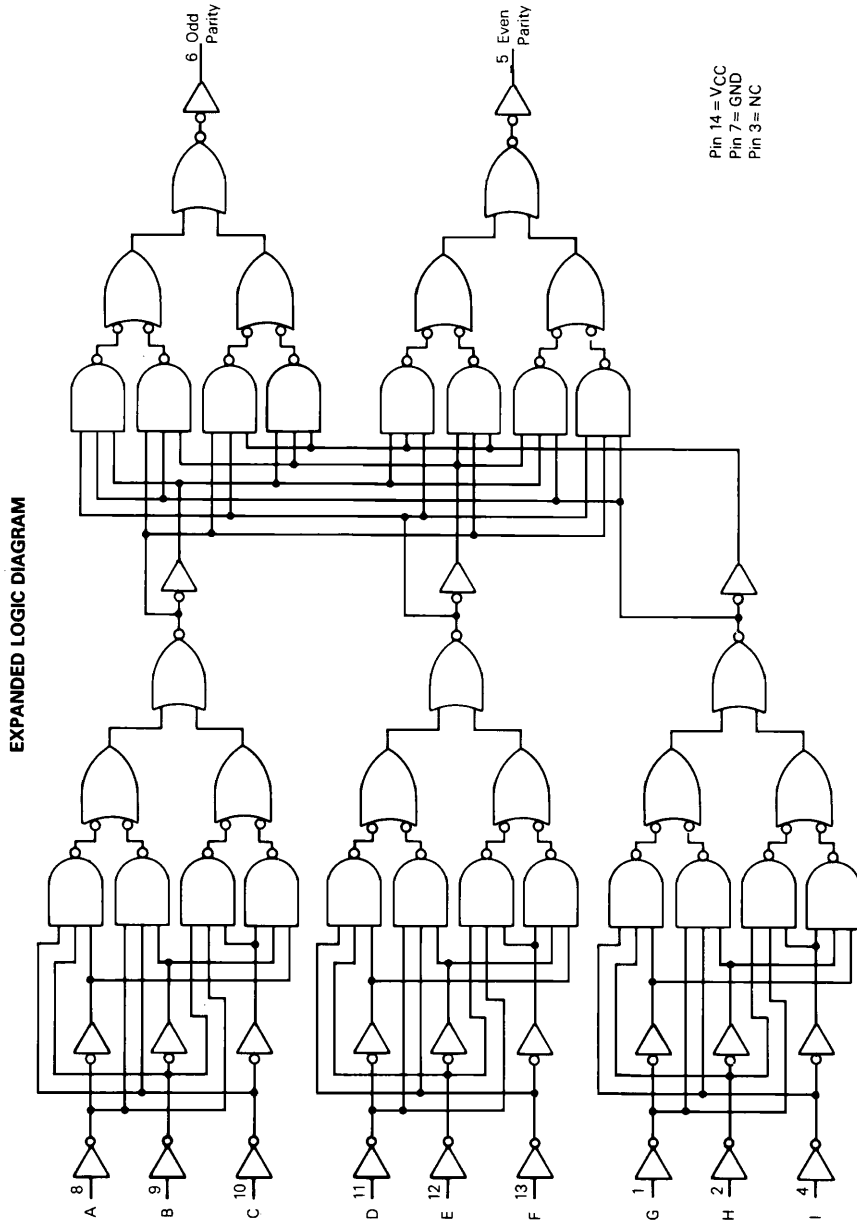 EXPANDED LOGIC DIAGRAM
A 8
B 9
C 10
D 11
E 12
F 13
G 1
H 2
I 4
6 Odd
Parity
5 Even
Parity
Pin 14 = VCC
Pin 7 = GND
Pin 3 = NC